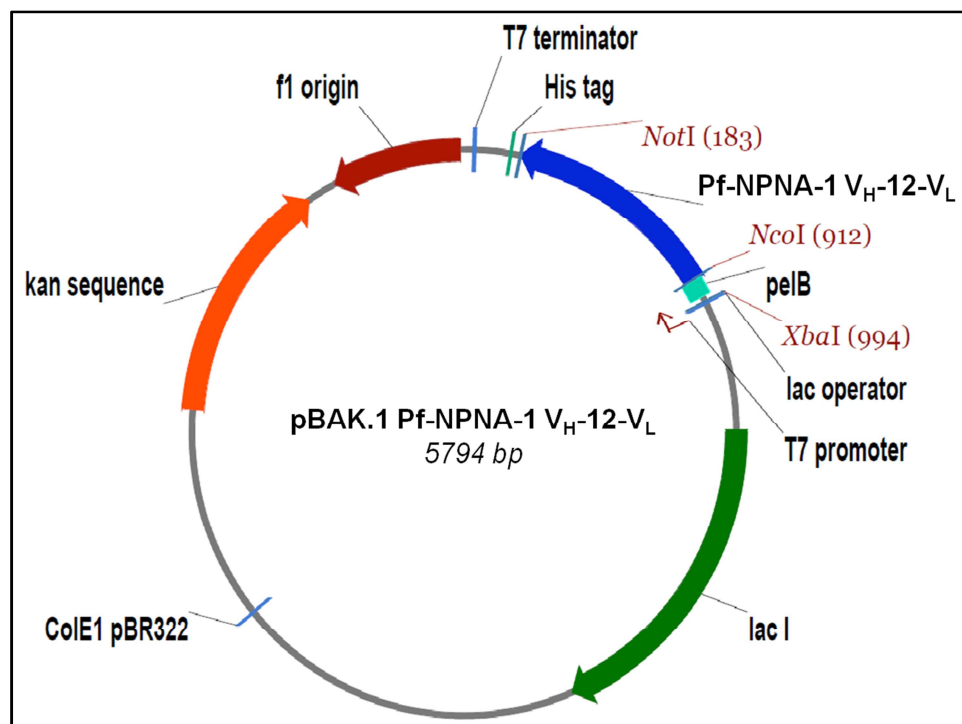 T7 terminator
f1 origin
His tag
NotI (183)
Pf-NPNA-1 VH-12-VL
NcoI (912)
kan sequence
pelB
XbaI (994)
lac operator
pBAK.1 Pf-NPNA-1 VH-12-VL
5794 bp
T7 promoter
ColE1 pBR322
lac I